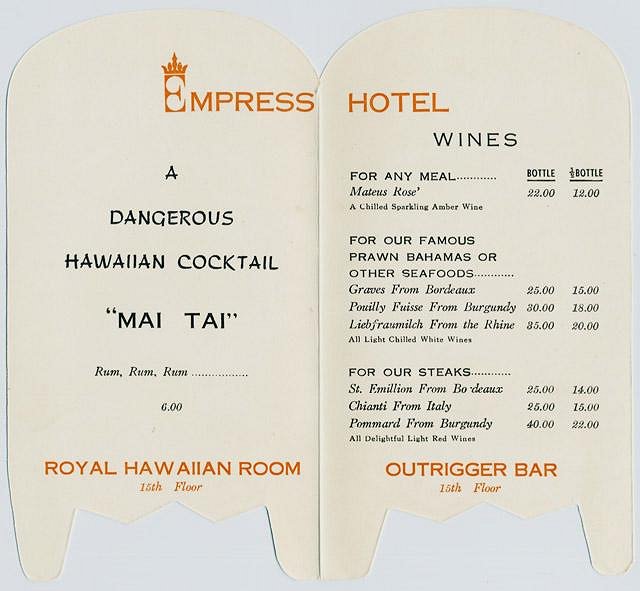 EMPRESS HOTEL
A
DANGEROUS
HAWAIIAN COCKTAIL
"MAI TAI"
Rum, Rum, Rum ..................
6.00
ROYAL HAWAIIAN ROOM
15th Floor
WINES
BOTTLE ½BOTTLE
FOR ANY MEAL............
Mateus Rose' 22.00 12.00
A Chilled Sparkling Amber Wine
FOR OUR FAMOUS
PRAWN BAHAMAS OR
OTHER SEAFOODS............
Graves From Bordeaux 25.00 15.00
Pouilly Fuisse From Burgundy 30.00 18.00
Liebfraumilch From the Rhine 35.00 20.00
All Light Chilled White Wines
FOR OUR STEAKS............
St. Emillion From Bordeaux 25.00 14.00
Chianti From Italy 25.00 15.00
Pommard From Burgundy 40.00 22.00
All Delightful Light Red Wines
OUTRIGGER BAR
15th Floor